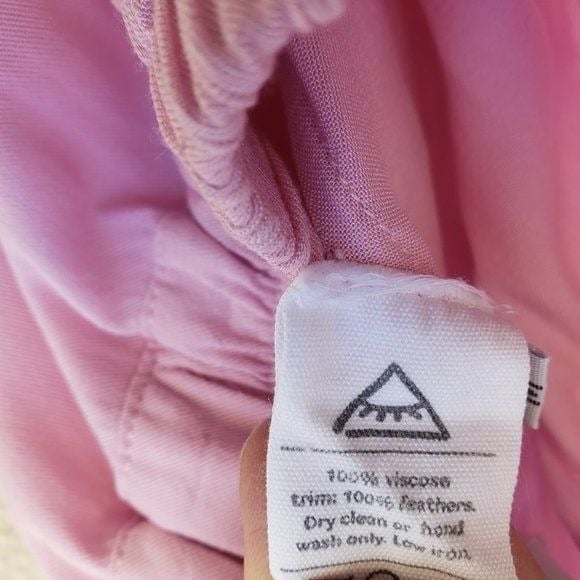 100% viscose
trim: 100% feathers.
Dry clean or hand
wash only. Low iron.